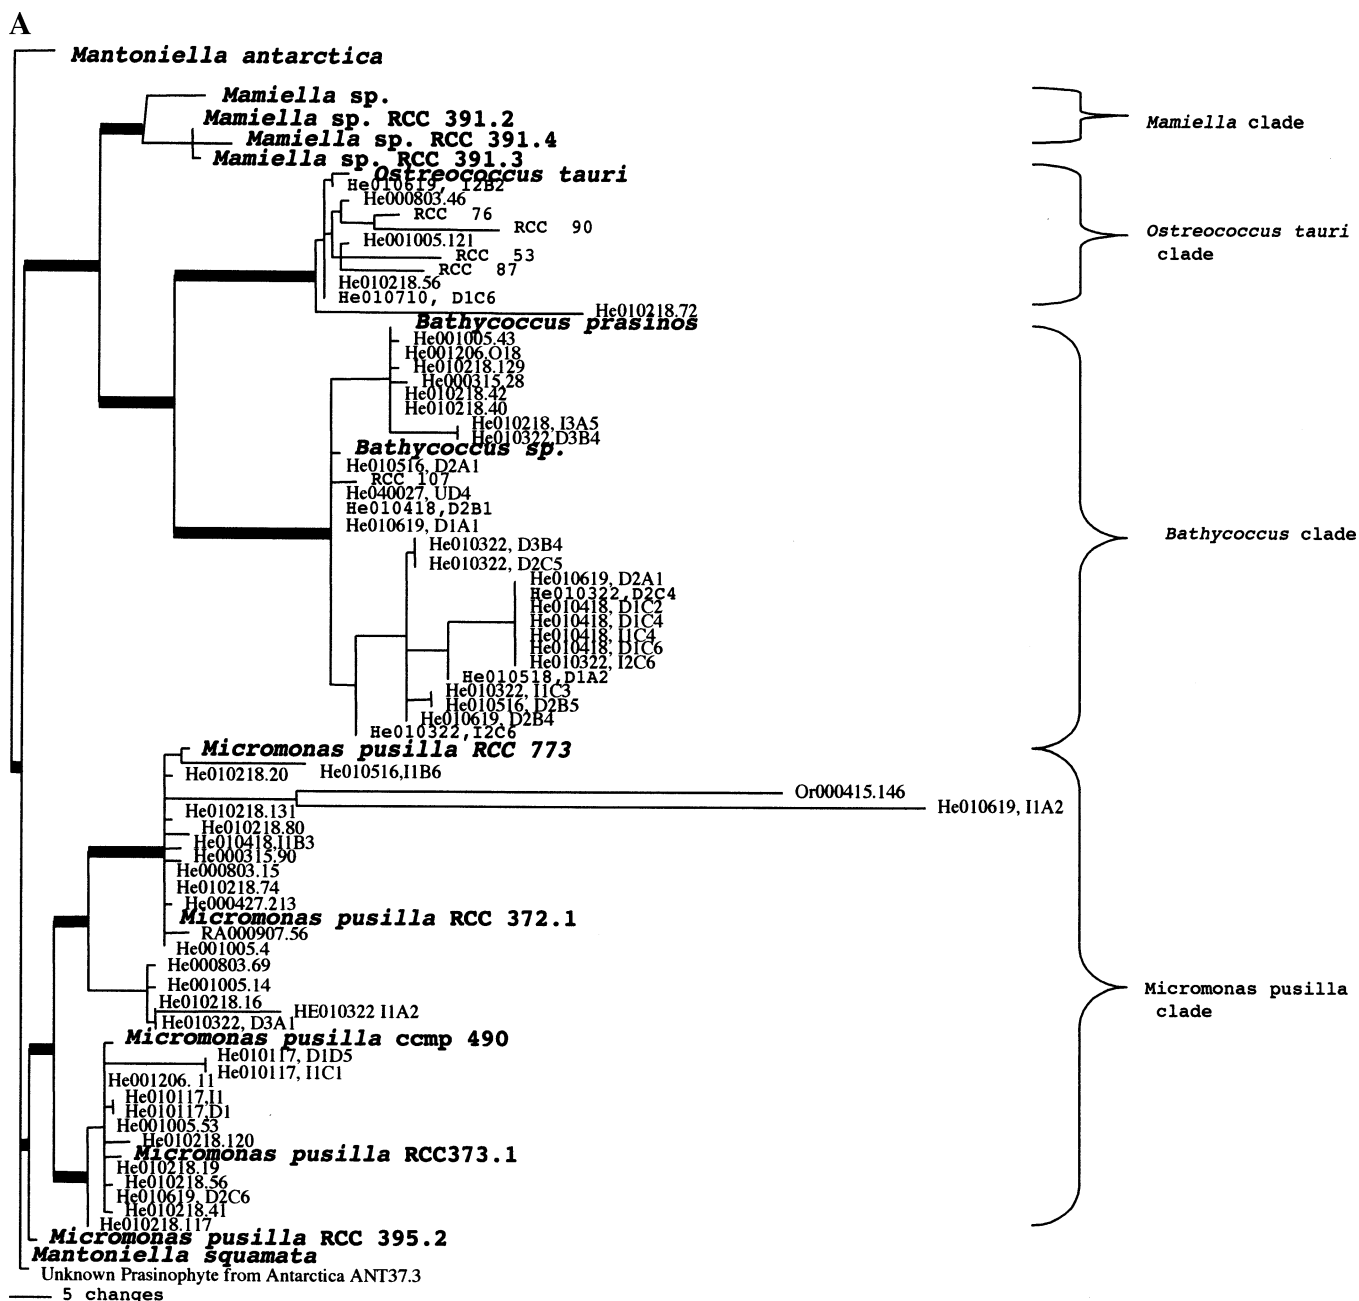 A
Mantoniella antarctica
Mamiella sp.
Mamiella sp. RCC 391.2
Mamiella sp. RCC 391.4
Mamiella sp. RCC 391.3
Mamiella clade
Ostreococcus tauri
He010619, I2B2
He000803.46
RCC 76
RCC 90
He001005.121
RCC 53
RCC 87
He010218.56
He010710, D1C6
He010218.72
Ostreococcus tauri
clade
Bathycoccus prasinos
He001005.43
He001206.O18
He010218.129
He000315.28
He010218.42
He010218.40
He010218, I3A5
He010322,D3B4
Bathycoccus sp.
He010516, D2A1
RCC 107
He040027, UD4
He010418,D2B1
He010619, D1A1
He010322, D3B4
He010322, D2C5
He010619, D2A1
He010322,D2C4
He010418, D1C2
He010418, D1C4
He010418, I1C4
He010418, D1C6
He010322, I2C6
He010518,D1A2
He010322, I1C3
He010516, D2B5
He010619, D2B4
He010322,I2C6
Bathycoccus clade
Micromonas pusilla RCC 773
He010516,I1B6
He010218.20
Or000415.146
He010619, I1A2
He010218.131
He010218.80
He010418,I1B3
He000315.90
He000803.15
He010218.74
He000427.213
Micromonas pusilla RCC 372.1
RA000907.56
He001005.4
He000803.69
He001005.14
He010218.16
HE010322 I1A2
He010322, D3A1
Micromonas pusilla ccmp 490
He010117, D1D5
He010117, I1C1
He001206. 11
He010117,I1
He010117,D1
He001005.53
He010218.120
Micromonas pusilla RCC373.1
He010218.19
He010218.56
He010619, D2C6
He010218.41
He010218.117
Micromonas pusilla RCC 395.2
Micromonas pusilla
clade
Mantoniella squamata
Unknown Prasinophyte from Antarctica ANT37.3
5 changes